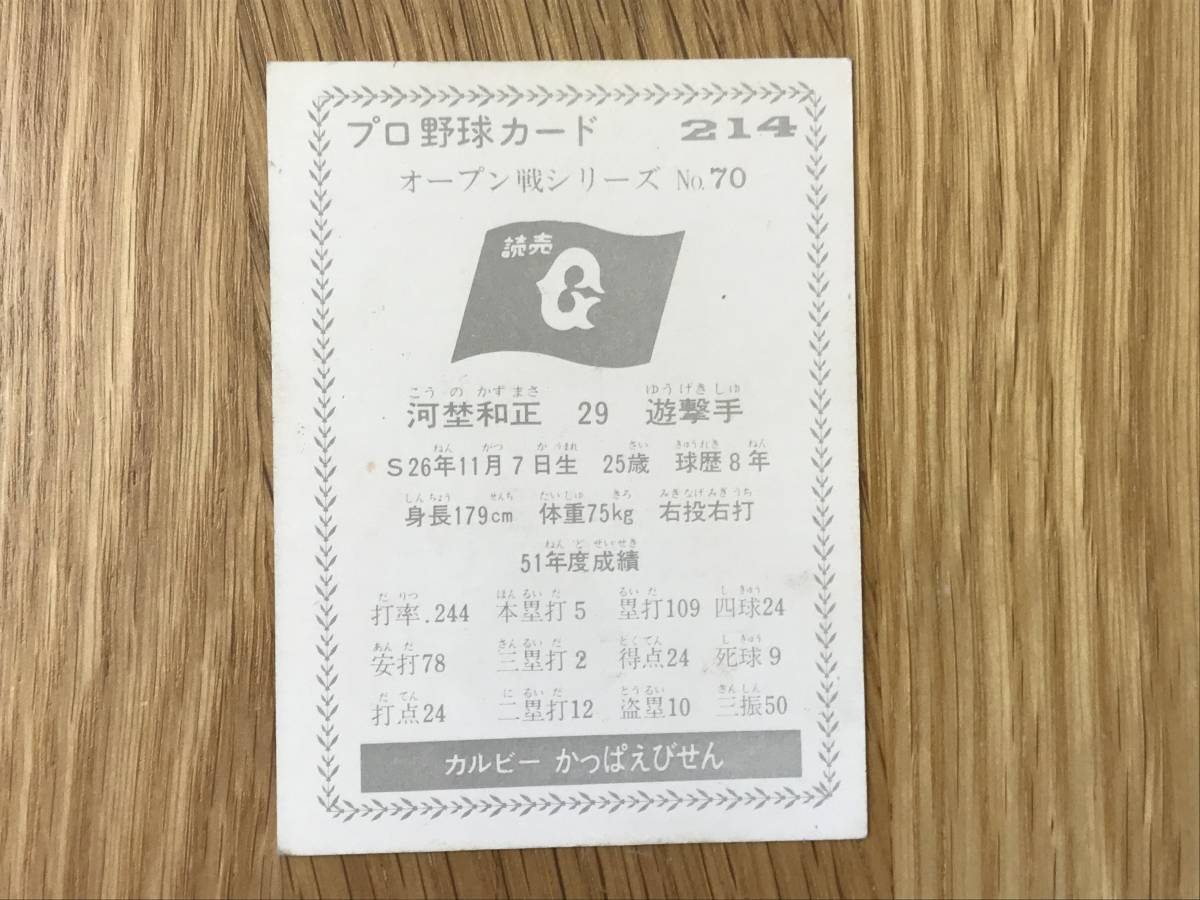 プロ野球カード 214
オープン戦シリーズ No.70
読売
G
こうの かずまさ ゆうげきしゅ
河埜和正 29 遊撃手
ねん がつ か うまれ さい きゅうれき ねん
S26年11月7日生 25歳 球歴8年
しんちょう せんち たいじゅ きろ みぎなげみぎうち
身長179cm 体重75kg 右投右打
ねんど せいせき
51年度成績
だりつ ほんるいだ るいだ しきゅう
打率.244 本塁打5 塁打109 四球24
あんだ さんるいだ とくてん しきゅう
安打78 三塁打2 得点24 死球9
だてん にるいだ とうるい さんしん
打点24 二塁打12 盗塁10 三振50
カルビー かっぱえびせん